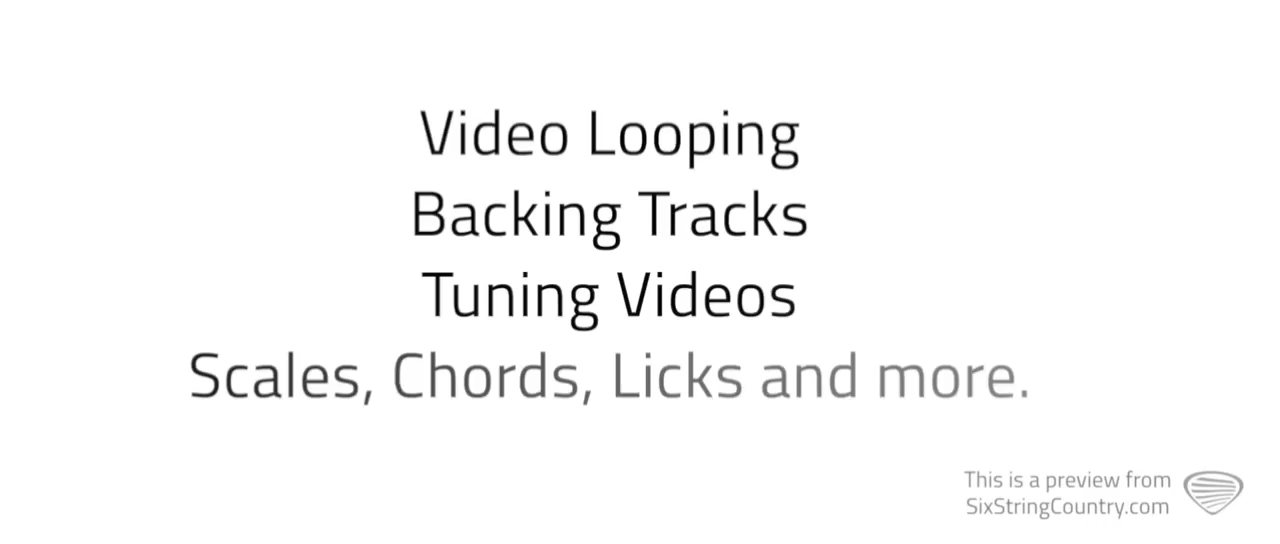 Video Looping
Backing Tracks
Tuning Videos
Scales, Chords, Licks and more.
This is a preview from
SixStringCountry.com